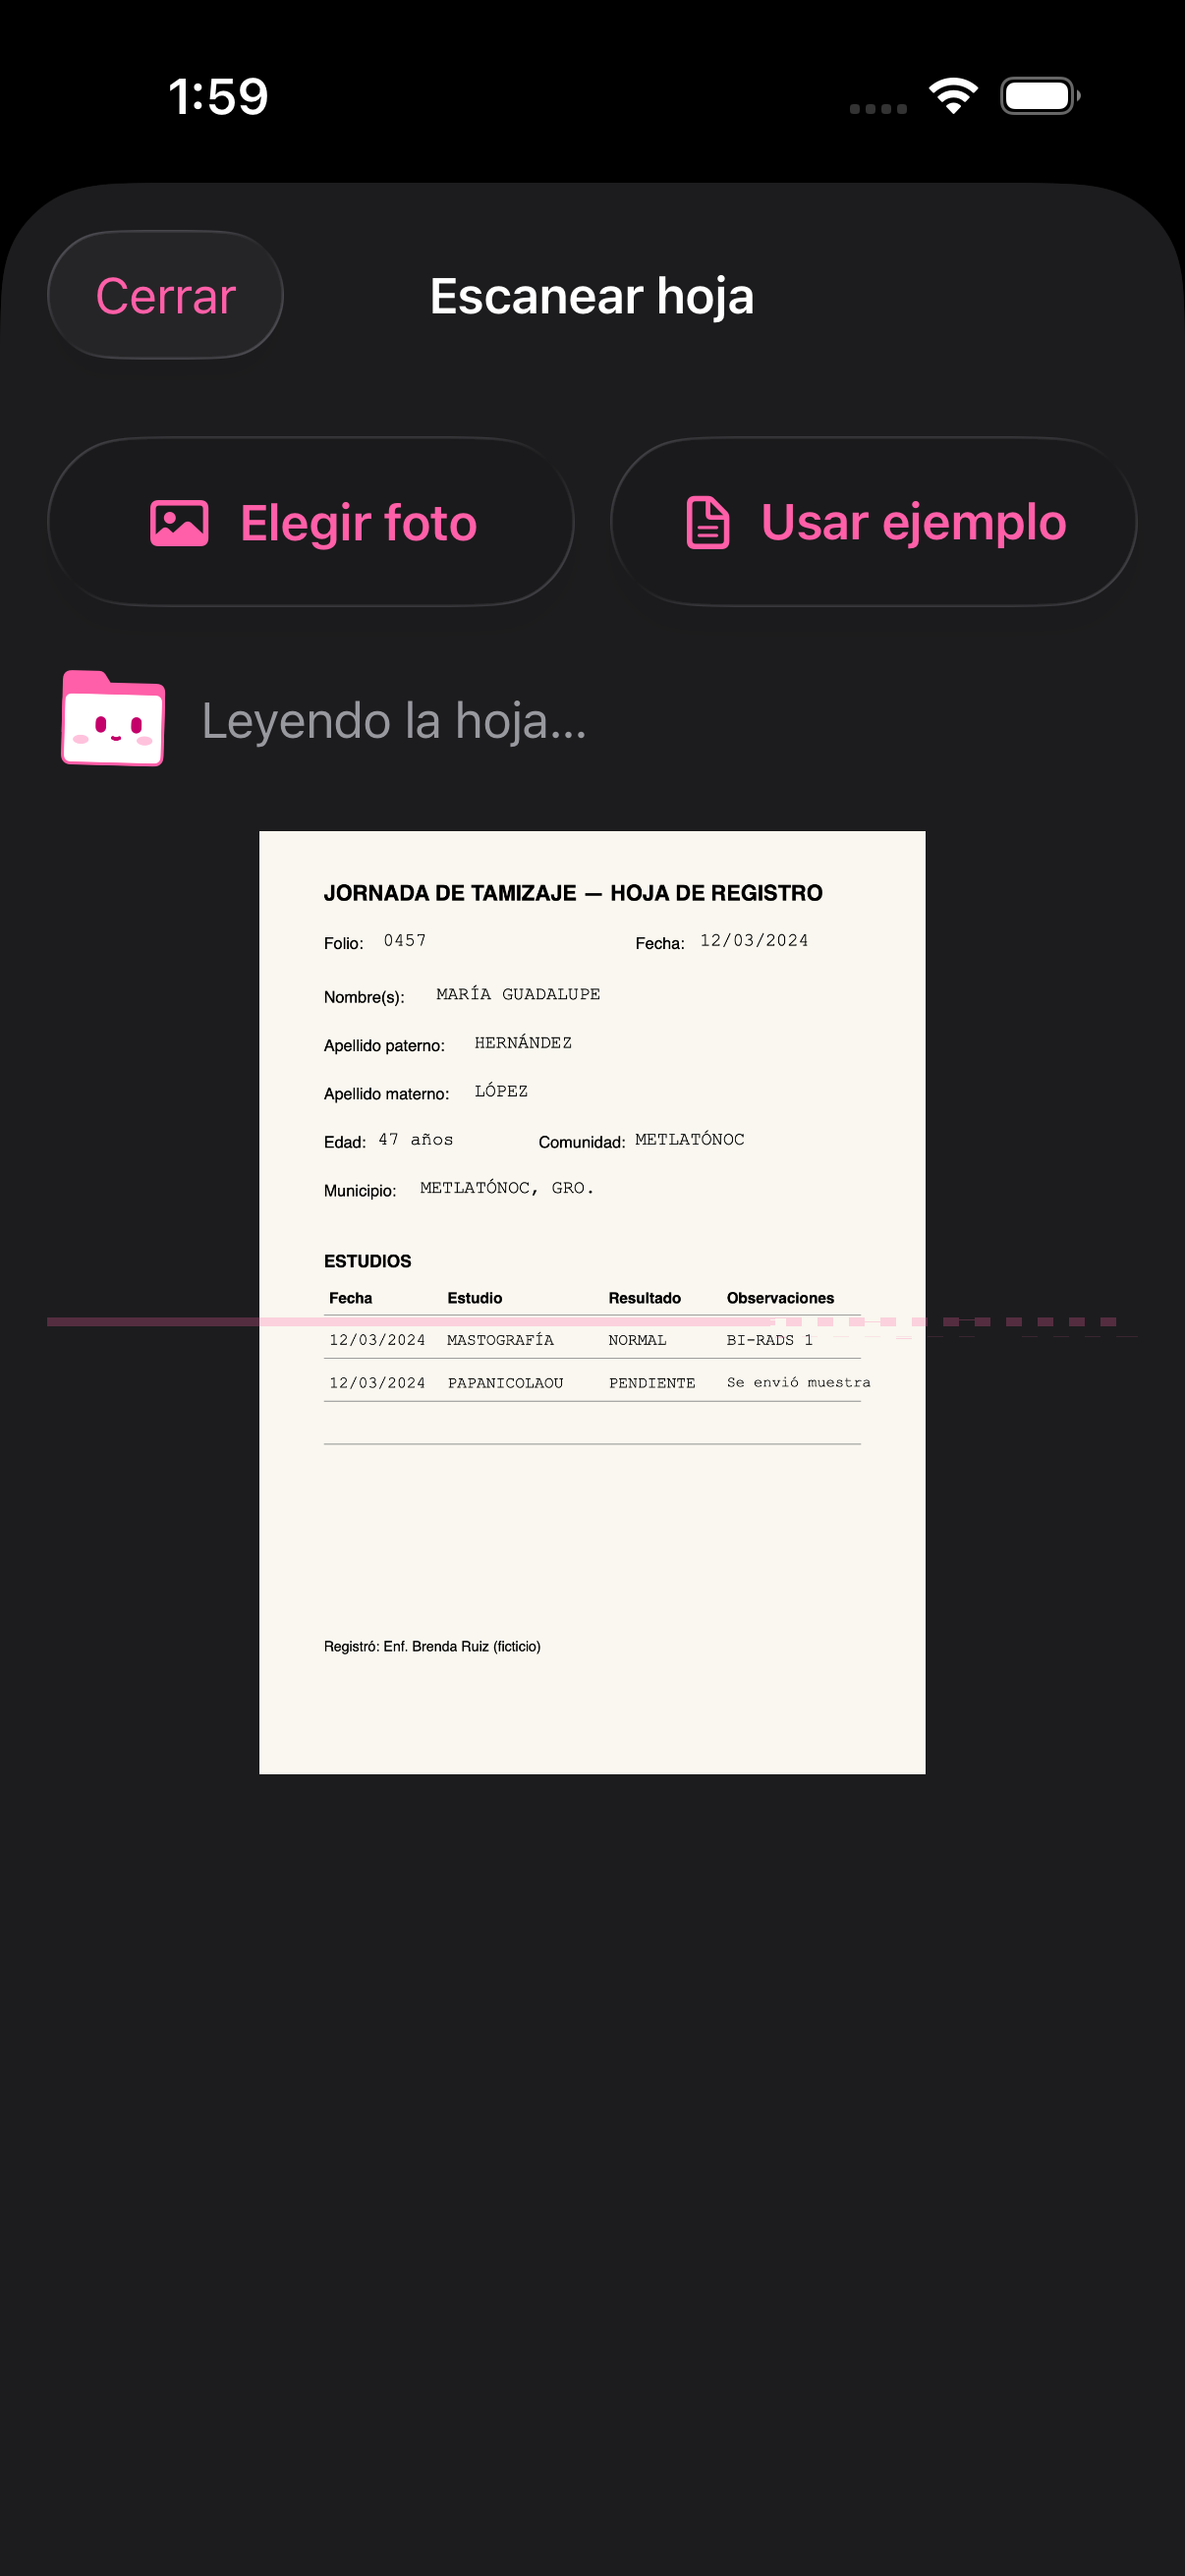 1:59
Cerrar
Escanear hoja
Elegir foto
Usar ejemplo
Leyendo la hoja...
JORNADA DE TAMIZAJE — HOJA DE REGISTRO
Folio: 0457 Fecha: 12/03/2024
Nombre(s): MARÍA GUADALUPE
Apellido paterno: HERNÁNDEZ
Apellido materno: LÓPEZ
Edad: 47 años Comunidad: METLATÓNOC
Municipio: METLATÓNOC, GRO.
ESTUDIOS
Fecha Estudio Resultado Observaciones
12/03/2024 MASTOGRAFÍA NORMAL BI-RADS 1
12/03/2024 PAPANICOLAOU PENDIENTE Se envió muestra
Registró: Enf. Brenda Ruiz (ficticio)